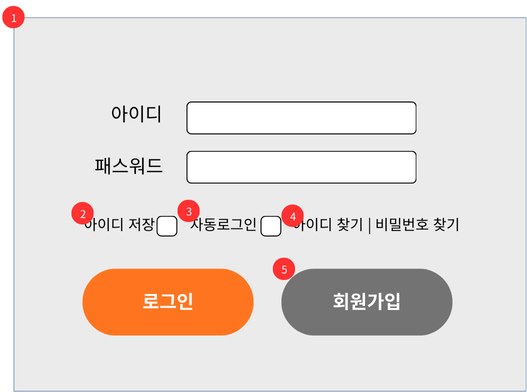 1
아이디
패스워드
2 아이디 저장 3 자동로그인 4 아이디 찾기 | 비밀번호 찾기
5
로그인 회원가입